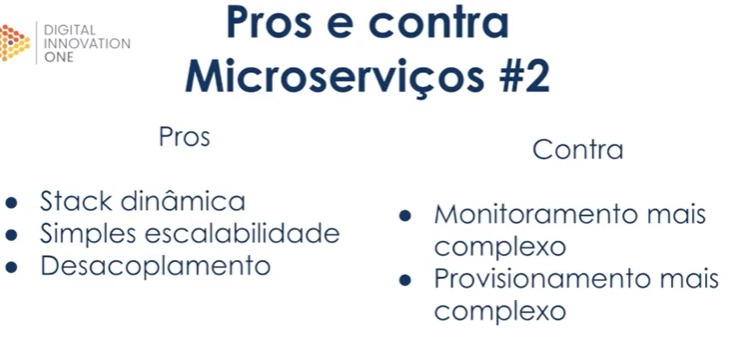 DIGITAL
INNOVATION
ONE
Pros e contra
Microserviços #2
Pros
● Stack dinâmica
● Simples escalabilidade
● Desacoplamento
Contra
● Monitoramento mais
complexo
● Provisionamento mais
complexo